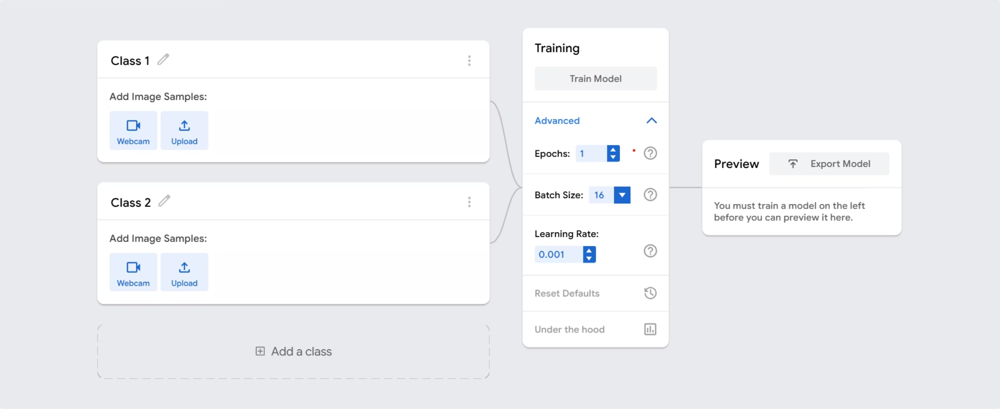 Class 1
Add Image Samples:
Webcam
Upload
Class 2
Add Image Samples:
Webcam
Upload
Add a class
Training
Train Model
Advanced
Epochs: 1
Batch Size: 16
Learning Rate:
0.001
Reset Defaults
Under the hood
Preview
Export Model
You must train a model on the left
before you can preview it here.